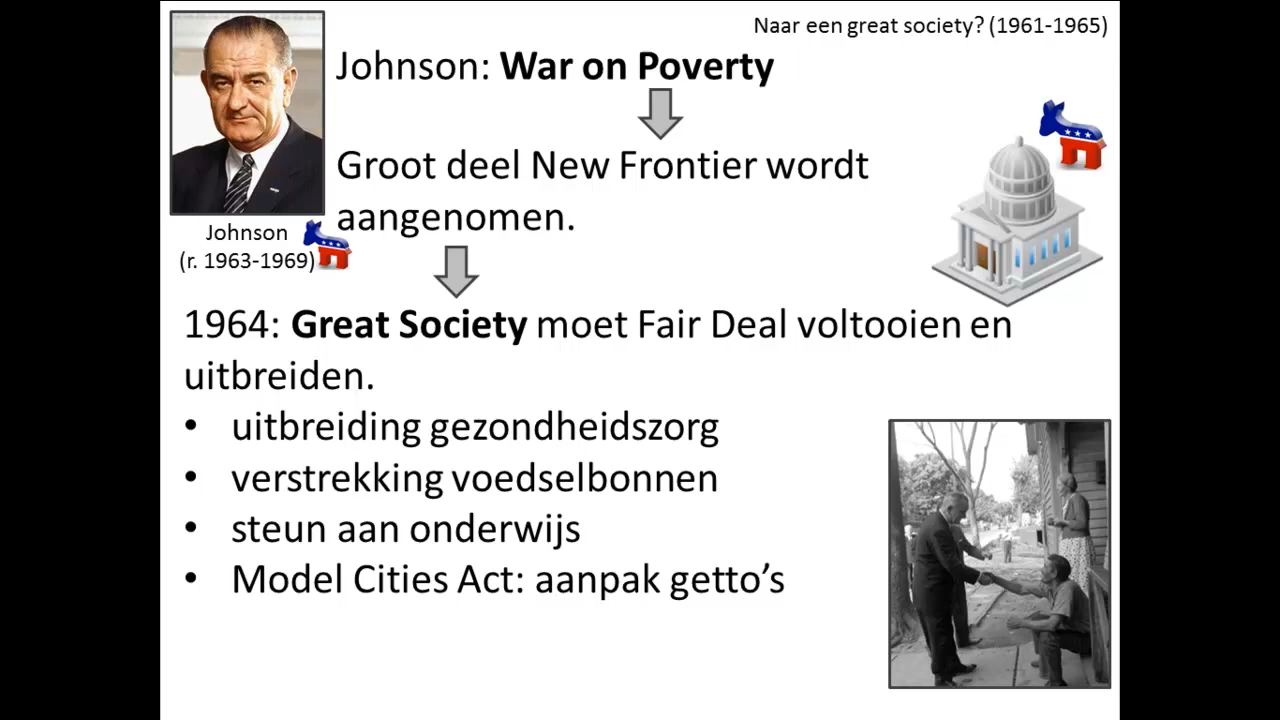 Naar een great society? (1961-1965)
Johnson: War on Poverty
Groot deel New Frontier wordt
aangenomen.
Johnson
(r. 1963-1969)
1964: Great Society moet Fair Deal voltooien en
uitbreiden.
• uitbreiding gezondheidszorg
• verstrekking voedselbonnen
• steun aan onderwijs
• Model Cities Act: aanpak getto’s